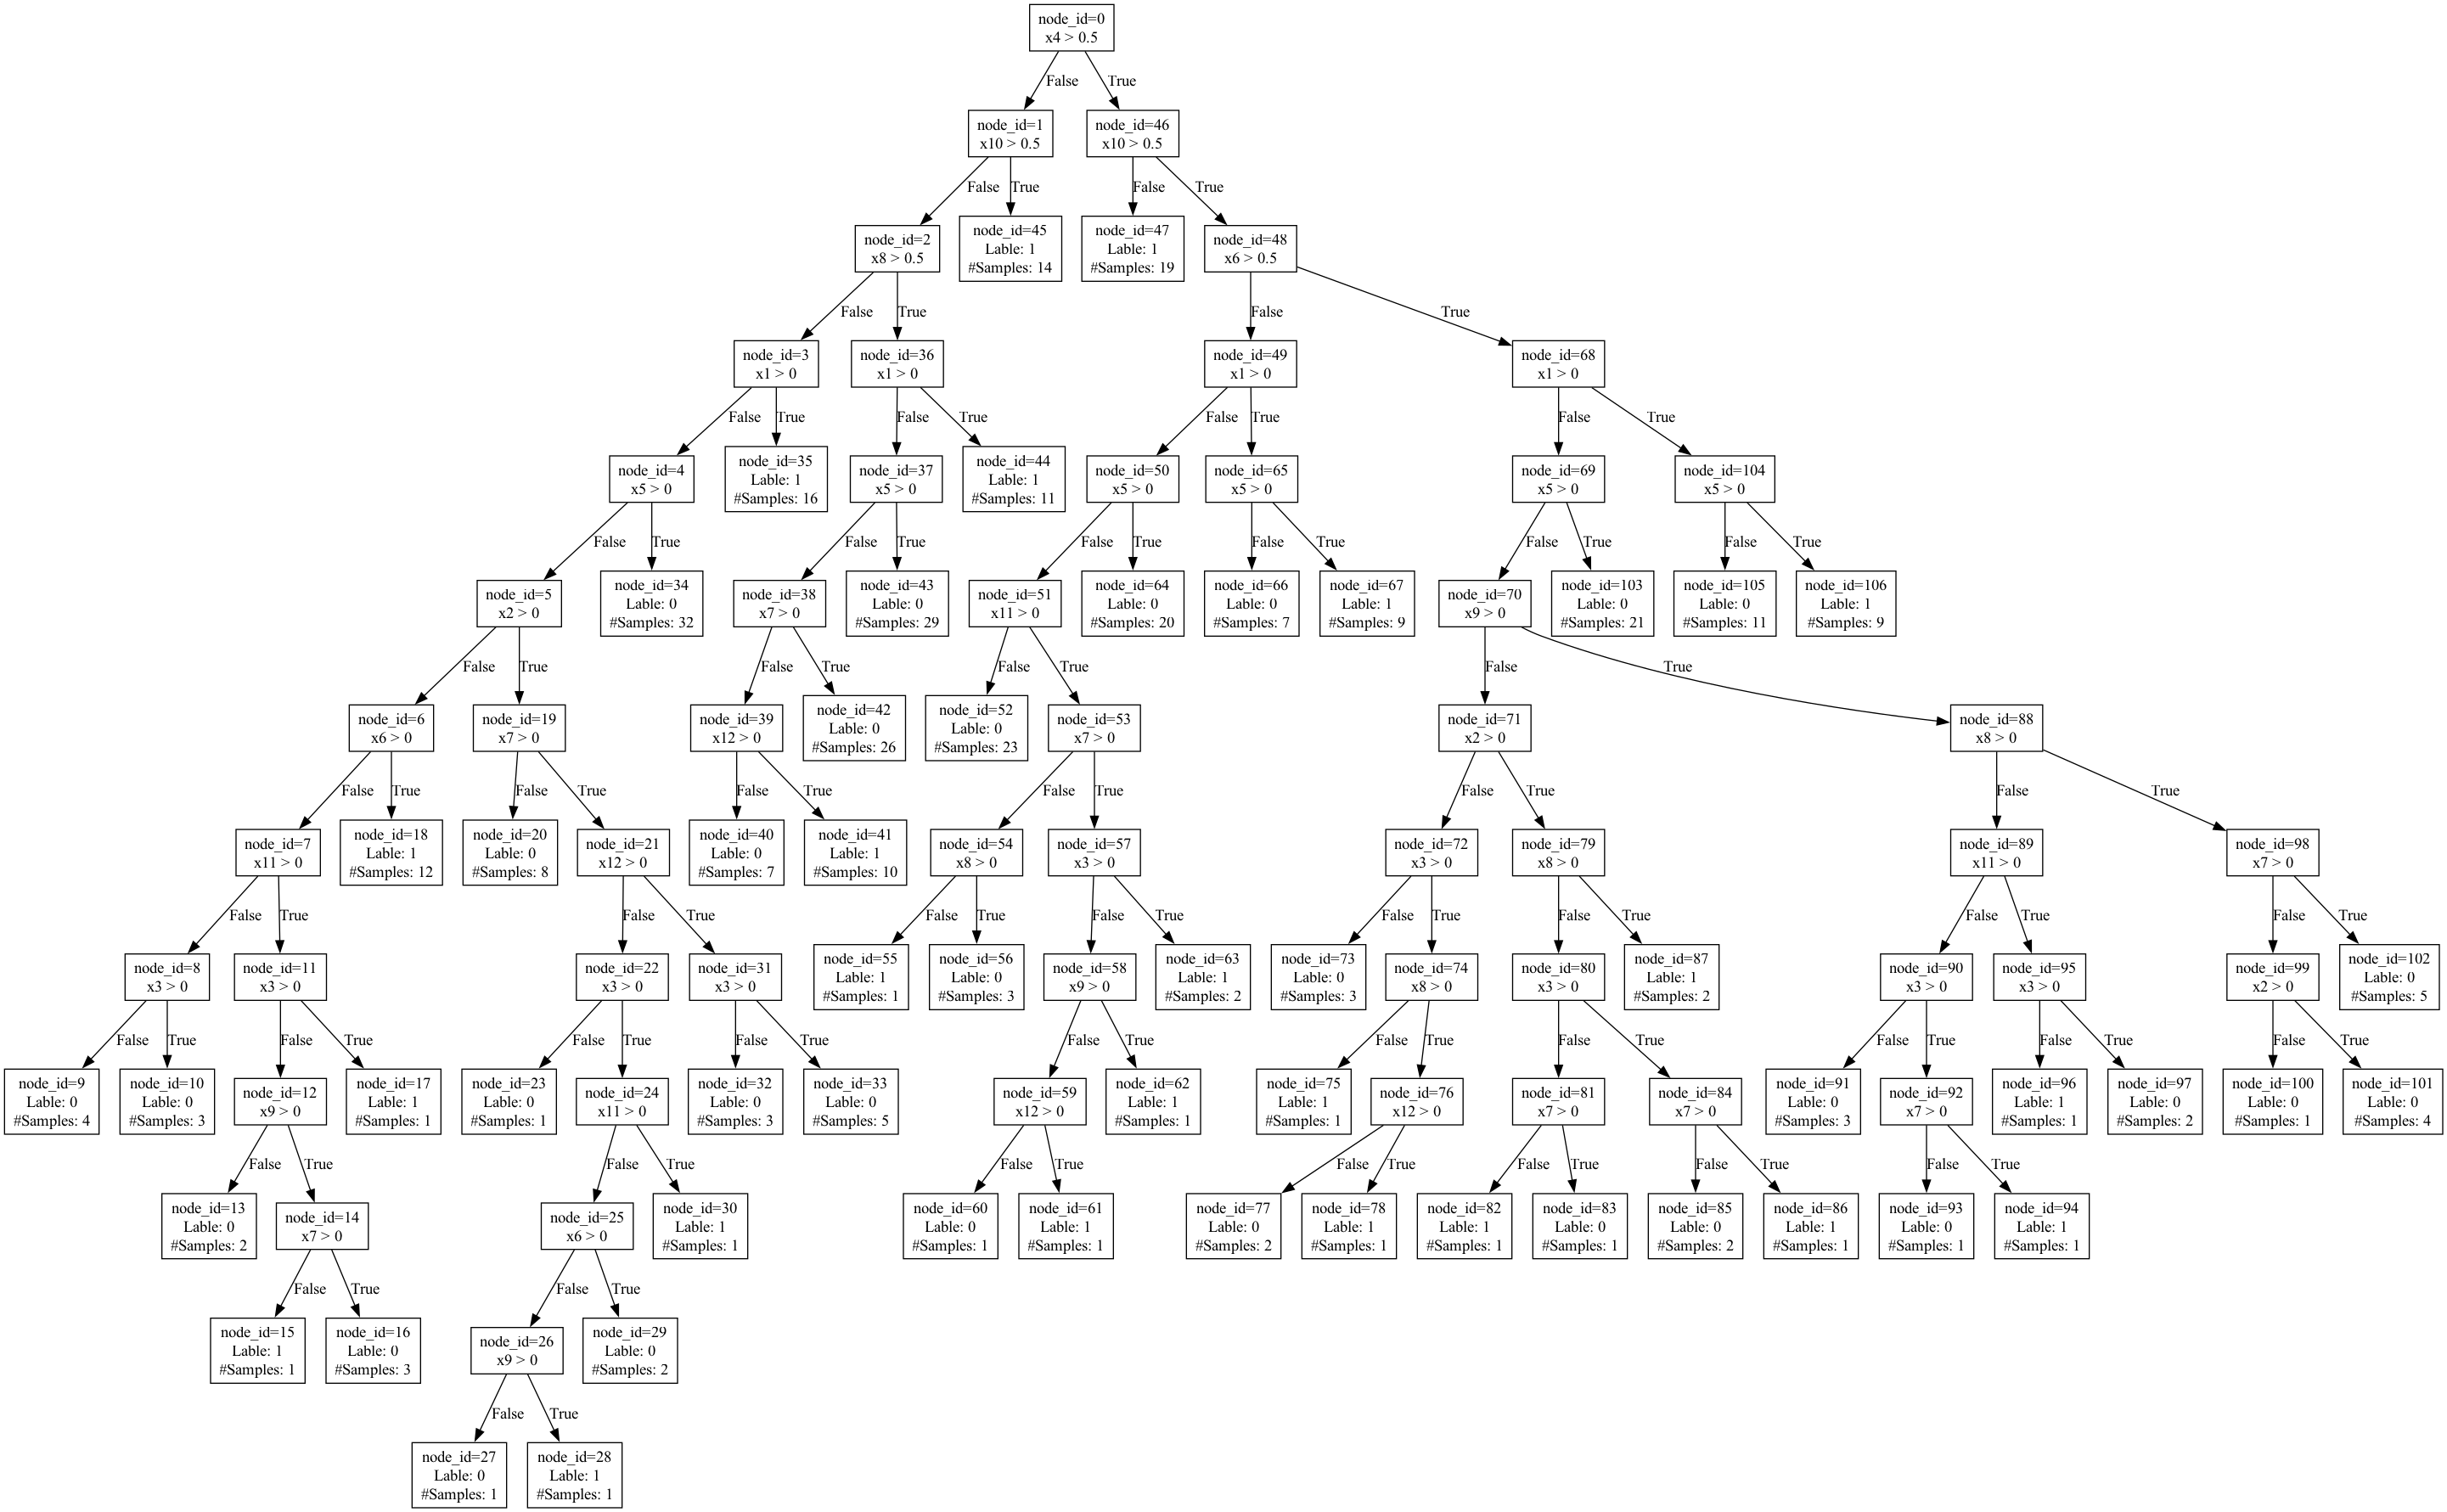 node_id=0
x4 > 0.5
False
True
node_id=1
x10 > 0.5
node_id=46
x10 > 0.5
False
True
False
True
node_id=2
x8 > 0.5
node_id=45
Lable: 1
#Samples: 14
node_id=47
Lable: 1
#Samples: 19
node_id=48
x6 > 0.5
False
True
False
True
node_id=3
x1 > 0
node_id=36
x1 > 0
node_id=49
x1 > 0
node_id=68
x1 > 0
False
True
False
True
False
True
False
True
node_id=4
x5 > 0
node_id=35
Lable: 1
#Samples: 16
node_id=37
x5 > 0
node_id=44
Lable: 1
#Samples: 11
node_id=50
x5 > 0
node_id=65
x5 > 0
node_id=69
x5 > 0
node_id=104
x5 > 0
False
True
False
True
False
True
False
True
False
True
False
True
node_id=5
x2 > 0
node_id=34
Lable: 0
#Samples: 32
node_id=38
x7 > 0
node_id=43
Lable: 0
#Samples: 29
node_id=51
x11 > 0
node_id=64
Lable: 0
#Samples: 20
node_id=66
Lable: 0
#Samples: 7
node_id=67
Lable: 1
#Samples: 9
node_id=70
x9 > 0
node_id=103
Lable: 0
#Samples: 21
node_id=105
Lable: 0
#Samples: 11
node_id=106
Lable: 1
#Samples: 9
False
True
False
True
False
True
False
True
node_id=6
x6 > 0
node_id=19
x7 > 0
node_id=39
x12 > 0
node_id=42
Lable: 0
#Samples: 26
node_id=52
Lable: 0
#Samples: 23
node_id=53
x7 > 0
node_id=71
x2 > 0
node_id=88
x8 > 0
False
True
False
True
False
True
False
True
False
True
False
True
node_id=7
x11 > 0
node_id=18
Lable: 1
#Samples: 12
node_id=20
Lable: 0
#Samples: 8
node_id=21
x12 > 0
node_id=40
Lable: 0
#Samples: 7
node_id=41
Lable: 1
#Samples: 10
node_id=54
x8 > 0
node_id=57
x3 > 0
node_id=72
x3 > 0
node_id=79
x8 > 0
node_id=89
x11 > 0
node_id=98
x7 > 0
False
True
False
True
False
True
False
True
False
True
False
True
False
True
False
True
node_id=8
x3 > 0
node_id=11
x3 > 0
node_id=22
x3 > 0
node_id=31
x3 > 0
node_id=55
Lable: 1
#Samples: 1
node_id=56
Lable: 0
#Samples: 3
node_id=58
x9 > 0
node_id=63
Lable: 1
#Samples: 2
node_id=73
Lable: 0
#Samples: 3
node_id=74
x8 > 0
node_id=80
x3 > 0
node_id=87
Lable: 1
#Samples: 2
node_id=90
x3 > 0
node_id=95
x3 > 0
node_id=99
x2 > 0
node_id=102
Lable: 0
#Samples: 5
False
True
False
True
False
True
False
True
False
True
False
True
False
True
False
True
False
True
False
True
node_id=9
Lable: 0
#Samples: 4
node_id=10
Lable: 0
#Samples: 3
node_id=12
x9 > 0
node_id=17
Lable: 1
#Samples: 1
node_id=23
Lable: 0
#Samples: 1
node_id=24
x11 > 0
node_id=32
Lable: 0
#Samples: 3
node_id=33
Lable: 0
#Samples: 5
node_id=59
x12 > 0
node_id=62
Lable: 1
#Samples: 1
node_id=75
Lable: 1
#Samples: 1
node_id=76
x12 > 0
node_id=81
x7 > 0
node_id=84
x7 > 0
node_id=91
Lable: 0
#Samples: 3
node_id=92
x7 > 0
node_id=96
Lable: 1
#Samples: 1
node_id=97
Lable: 0
#Samples: 2
node_id=100
Lable: 0
#Samples: 1
node_id=101
Lable: 0
#Samples: 4
False
True
False
True
False
True
False
True
False
True
False
True
False
True
node_id=13
Lable: 0
#Samples: 2
node_id=14
x7 > 0
node_id=25
x6 > 0
node_id=30
Lable: 1
#Samples: 1
node_id=60
Lable: 0
#Samples: 1
node_id=61
Lable: 1
#Samples: 1
node_id=77
Lable: 0
#Samples: 2
node_id=78
Lable: 1
#Samples: 1
node_id=82
Lable: 1
#Samples: 1
node_id=83
Lable: 0
#Samples: 1
node_id=85
Lable: 0
#Samples: 2
node_id=86
Lable: 1
#Samples: 1
node_id=93
Lable: 0
#Samples: 1
node_id=94
Lable: 1
#Samples: 1
False
True
False
True
node_id=15
Lable: 1
#Samples: 1
node_id=16
Lable: 0
#Samples: 3
node_id=26
x9 > 0
node_id=29
Lable: 0
#Samples: 2
False
True
node_id=27
Lable: 0
#Samples: 1
node_id=28
Lable: 1
#Samples: 1